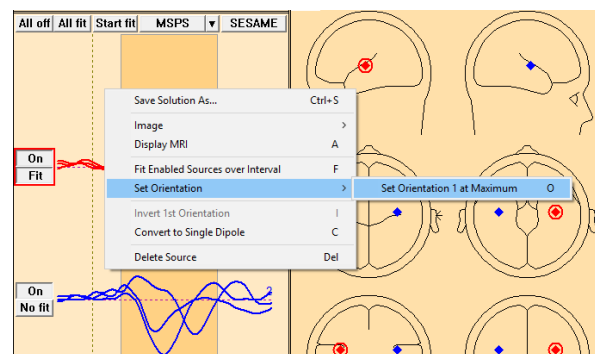 All off All fit Start fit MSPS ▼ SESAME
Save Solution As... Ctrl+S
Image >
Display MRI A
On
Fit
Fit Enabled Sources over Interval F
Set Orientation >
Set Orientation 1 at Maximum O
Invert 1st Orientation I
Convert to Single Dipole C
Delete Source Del
On
No fit